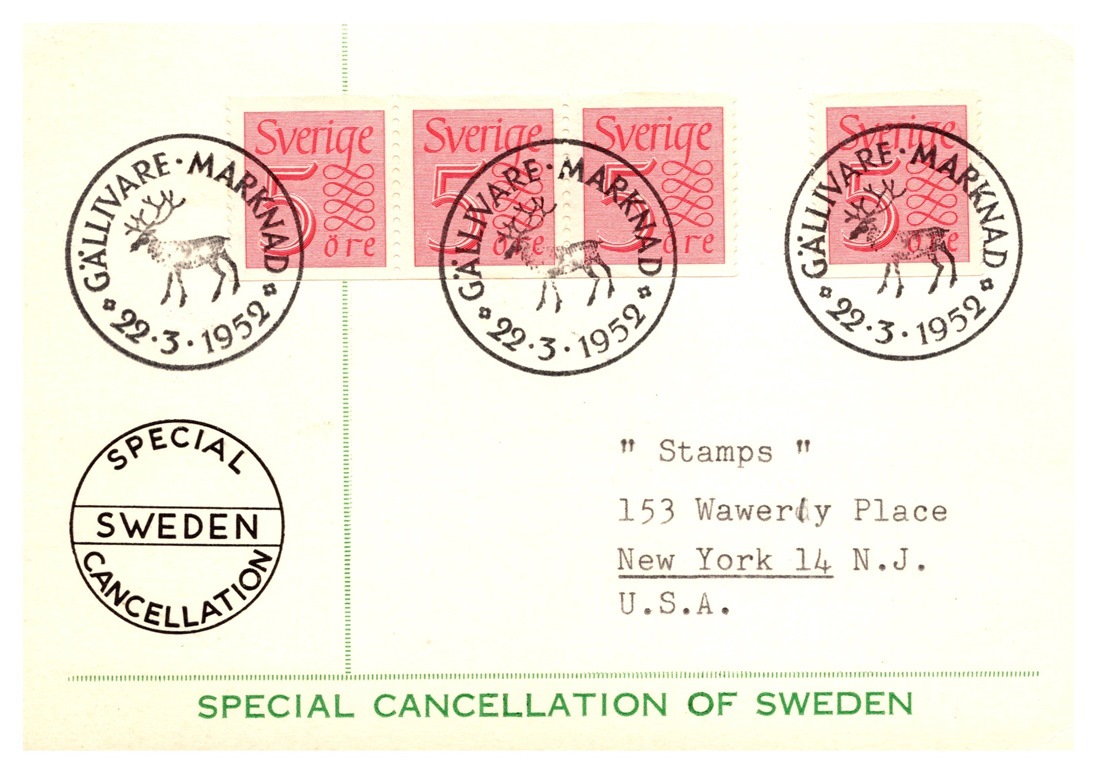 Sverige
5
öre
Sverige
5
öre
Sverige
5
öre
Sverige
5
öre
GÄLLIVARE·MARKNAD
22·3·1952
GÄLLIVARE·MARKNAD
22·3·1952
GÄLLIVARE·MARKNAD
22·3·1952
SPECIAL
SWEDEN
CANCELLATION
" Stamps "
153 Wawerly Place
New York 14 N.J.
U.S.A.
SPECIAL CANCELLATION OF SWEDEN